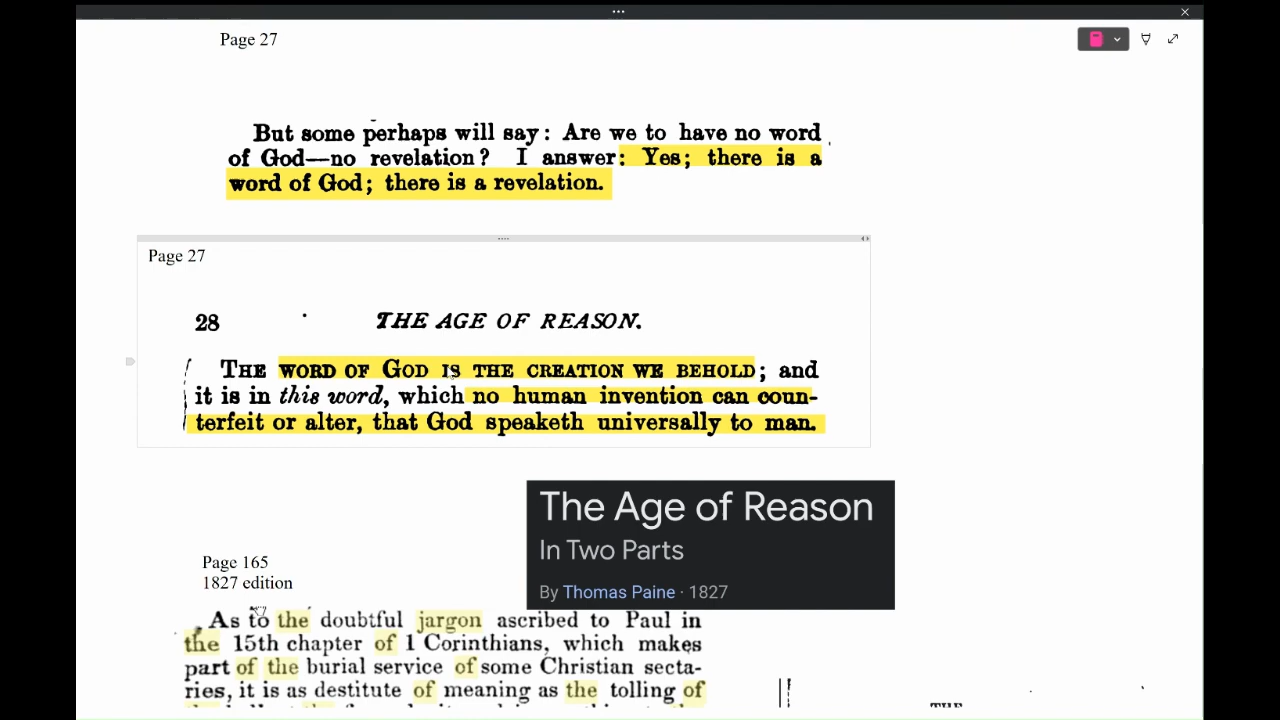 Page 27
But some perhaps will say: Are we to have no word
of God—no revelation? I answer: Yes; there is a
word of God; there is a revelation.
Page 27
28 THE AGE OF REASON.
THE WORD OF GOD IS THE CREATION WE BEHOLD; and
it is in this word, which no human invention can coun-
terfeit or alter, that God speaketh universally to man.
The Age of Reason
In Two Parts
By Thomas Paine · 1827
Page 165
1827 edition
As to the doubtful jargon ascribed to Paul in
the 15th chapter of 1 Corinthians, which makes
part of the burial service of some Christian secta-
ries, it is as destitute of meaning as the tolling of